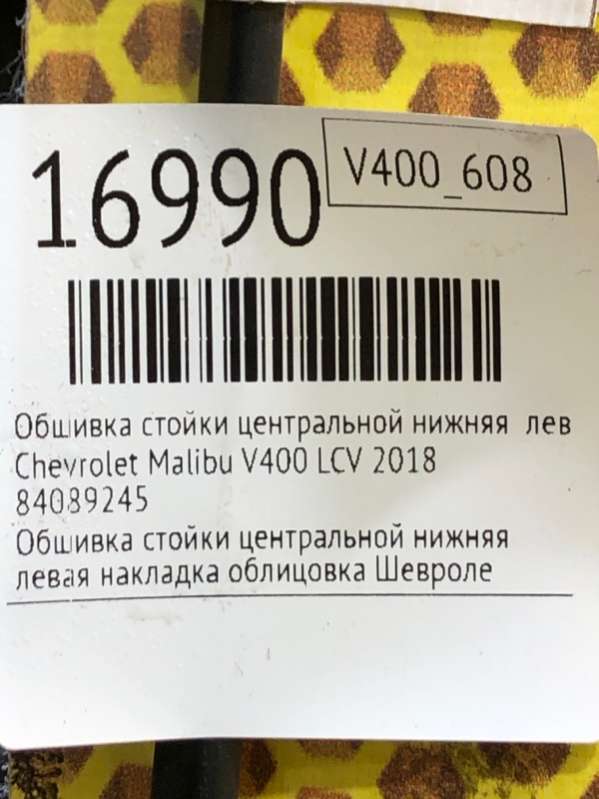 16990
V400_608
Обшивка стойки центральной нижняя лев
Chevrolet Malibu V400 LCV 2018
84089245
Обшивка стойки центральной нижняя
левая накладка облицовка Шевроле